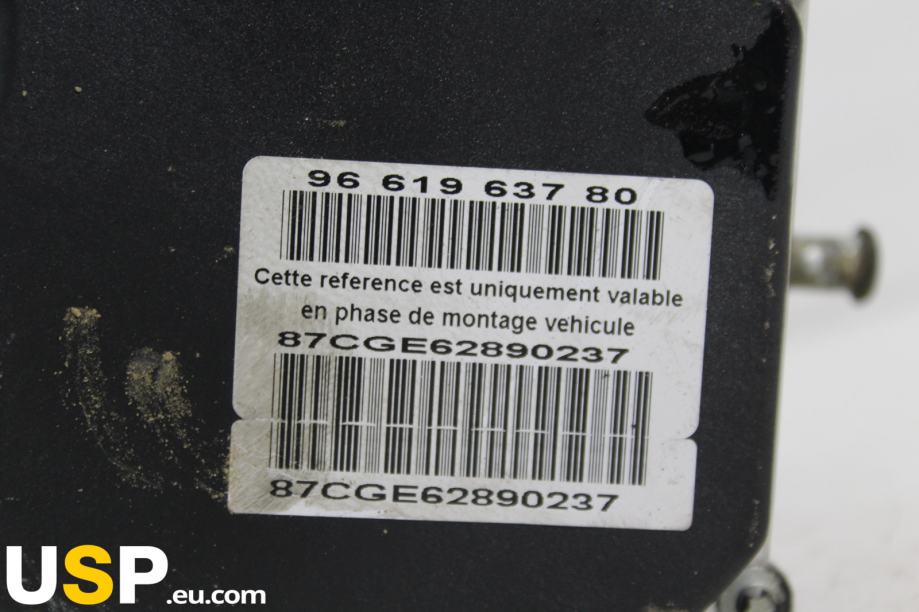 96 619 637 80
Cette reference est uniquement valable
en phase de montage vehicule
87CGE62890237
87CGE62890237
USP.eu.com